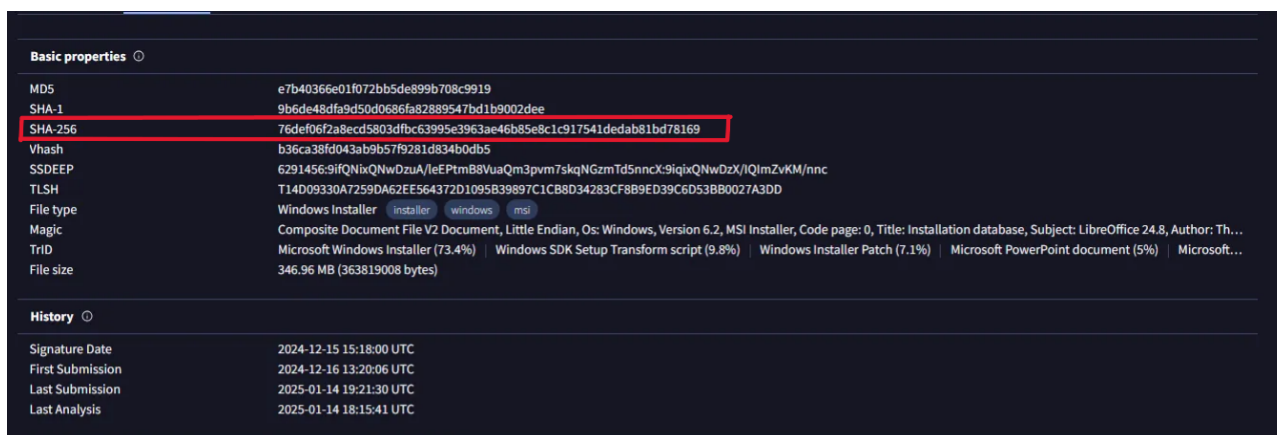 Basic properties
MD5 e7b40366e01f072bb5de899b708c9919
SHA-1 9b6de48dfa9d50d0686fa82889547bd1b9002dee
SHA-256 76def06f2a8ecd5803dfbc63995e3963ae46b85e8c1c917541dedab81bd78169
Vhash b36ca38fd043ab9b57f9281d834b0db5
SSDEEP 6291456:9ifQNixQNwDzuA/leEPtmB8VuaQm3pvm7skqNGzmTd5nncX:9iqixQNwDzX/IQImZvKM/nnc
TLSH T14D09330A7259DA62EE564372D1095B39897C1CB8D34283CF8B9ED39C6D53BB0027A3DD
File type Windows Installer installer windows msi
Magic Composite Document File V2 Document, Little Endian, Os: Windows, Version 6.2, MSI Installer, Code page: 0, Title: Installation database, Subject: LibreOffice 24.8, Author: Th...
TrID Microsoft Windows Installer (73.4%) | Windows SDK Setup Transform script (9.8%) | Windows Installer Patch (7.1%) | Microsoft PowerPoint document (5%) | Microsoft...
File size 346.96 MB (363819008 bytes)
History
Signature Date 2024-12-15 15:18:00 UTC
First Submission 2024-12-16 13:20:06 UTC
Last Submission 2025-01-14 19:21:30 UTC
Last Analysis 2025-01-14 18:15:41 UTC